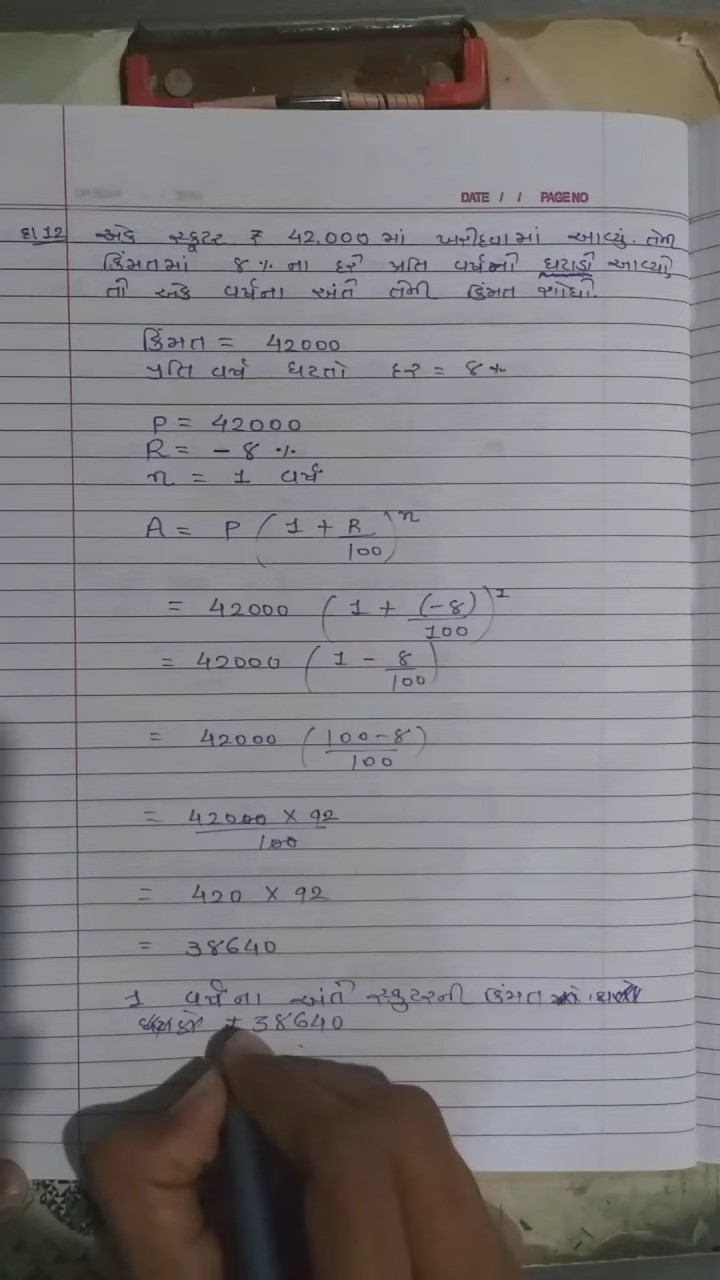 DATE / / PAGE NO
દા 12 એક સ્કૂટર ₹ 42,000 માં ખરીદવામાં આવ્યું. તેની
કિંમતમાં 8 % ના દરે પ્રતિ વર્ષની ઘટાડો આવ્યો
તો એક વર્ષના અંતે તેની કિંમત શોધો.
કિંમત = 42000
પ્રતિ વર્ષ ઘટતો દર = 8 %
P = 42000
R = - 8 %
n = 1 વર્ષ
A = P ( 1 + R/100 )^n
= 42000 ( 1 + (-8)/100 )^1
= 42000 ( 1 - 8/100 )
= 42000 ( 100-8/100 )
= 42000 × 92/100
= 420 × 92
= 38640
1 વર્ષના અંતે સ્કુટરની કિંમત
₹ 38640